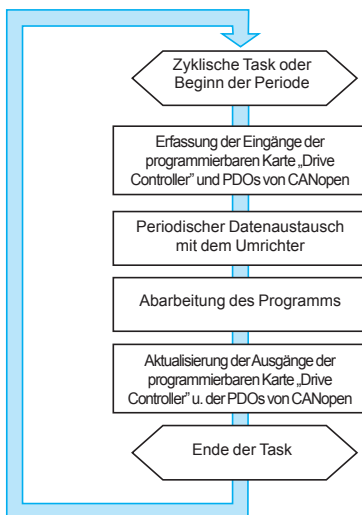 Zyklische Task oder
Beginn der Periode
Erfassung der Eingänge der
programmierbaren Karte „Drive
Controller” und PDOs von CANopen
Periodischer Datenaustausch
mit dem Umrichter
Abarbeitung des Programms
Aktualisierung der Ausgänge der
programmierbaren Karte „Drive
Controller” u. der PDOs von CANopen
Ende der Task